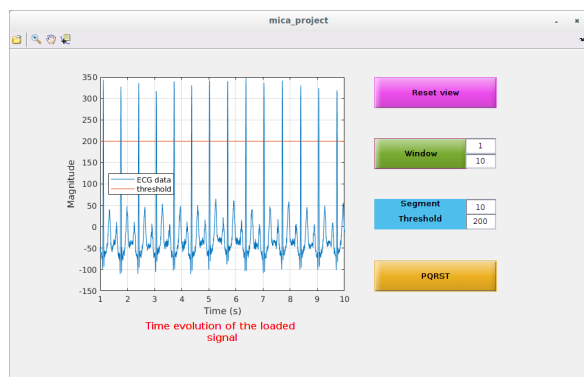 mica_project
350
300
250
200
150
100
50
0
-50
-100
-150
Magnitude
ECG data
threshold
1 2 3 4 5 6 7 8 9 10
Time (s)
Time evolution of the loaded
signal
Reset view
Window
1
10
Segment
Threshold
10
200
PQRST